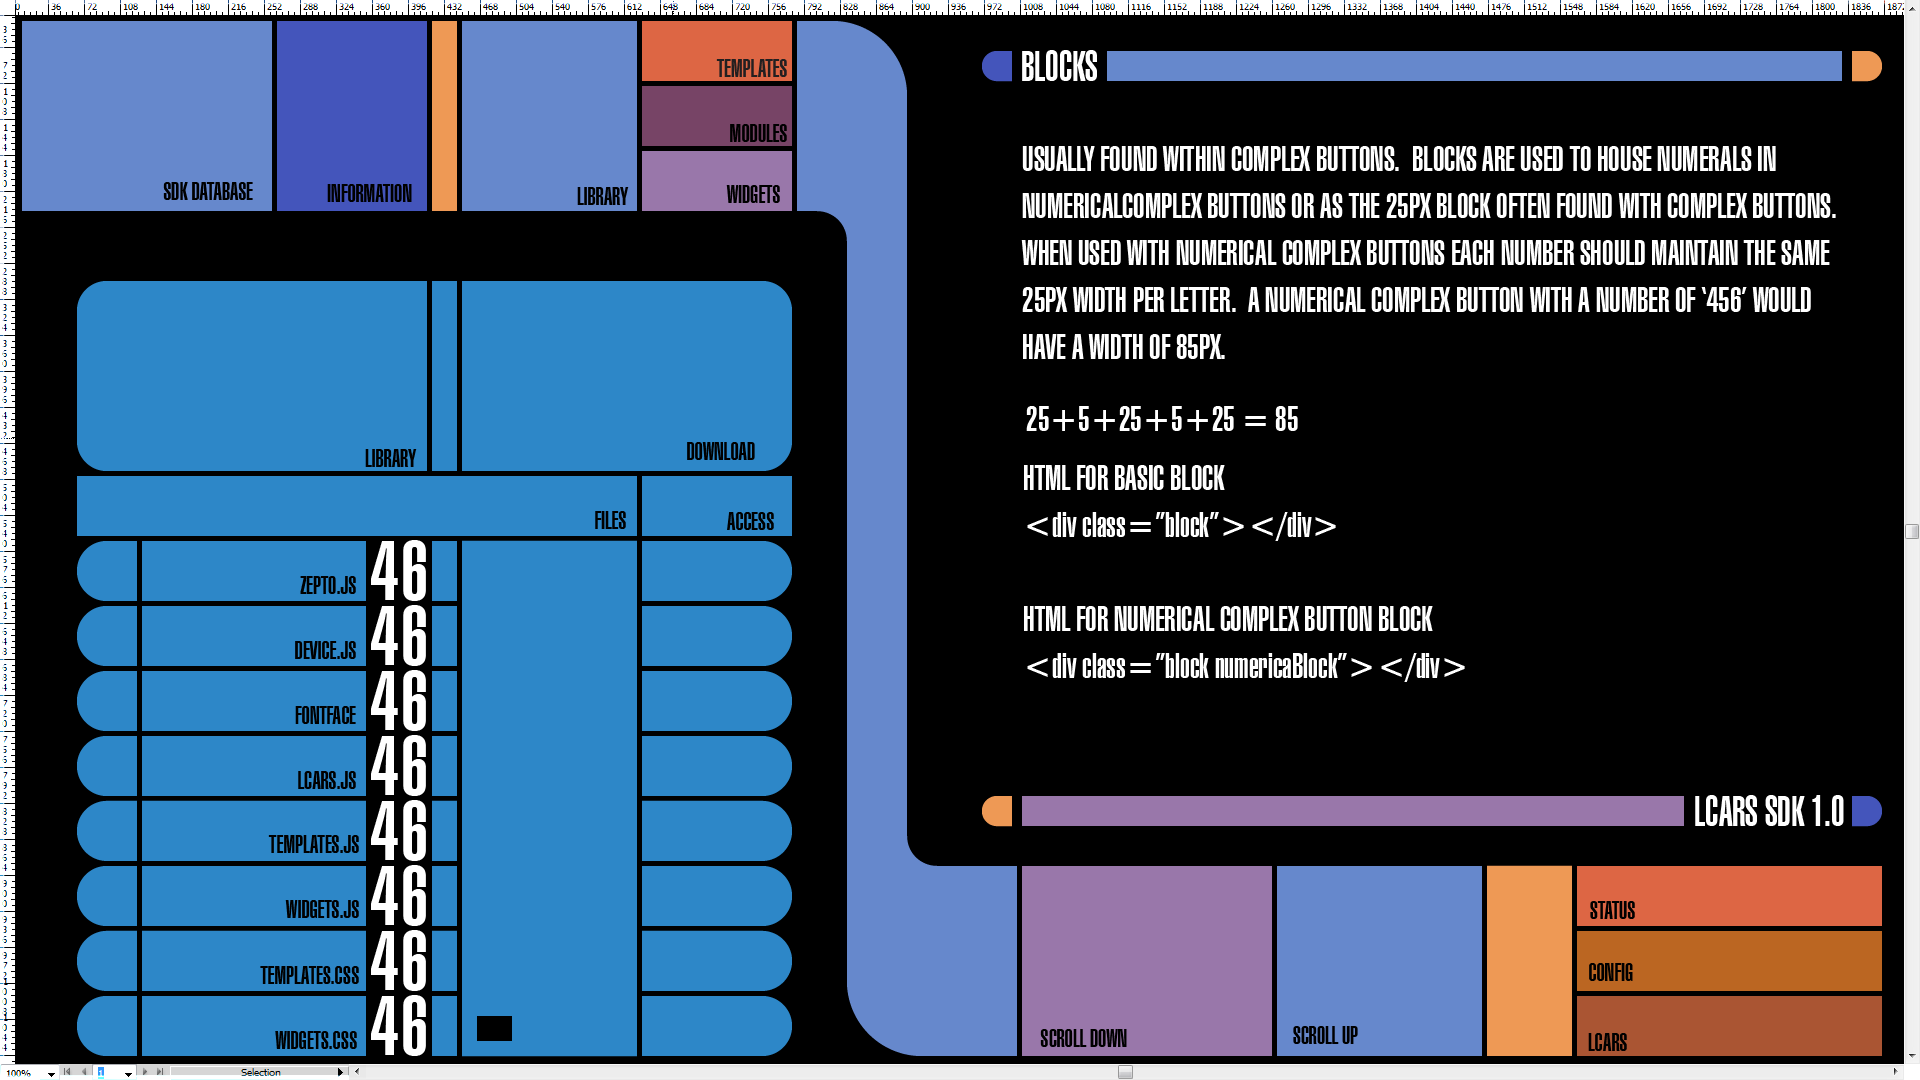 SDK DATABASE
INFORMATION
LIBRARY
TEMPLATES
MODULES
WIDGETS
LIBRARY
DOWNLOAD
FILES
ACCESS
ZEPTO.JS 46
DEVICE.JS 46
FONTFACE 46
LCARS.JS 46
TEMPLATES.JS 46
WIDGETS.JS 46
TEMPLATES.CSS 46
WIDGETS.CSS 46
BLOCKS
USUALLY FOUND WITHIN COMPLEX BUTTONS.  BLOCKS ARE USED TO HOUSE NUMERALS IN
NUMERICALCOMPLEX BUTTONS OR AS THE 25PX BLOCK OFTEN FOUND WITH COMPLEX BUTTONS.
WHEN USED WITH NUMERICAL COMPLEX BUTTONS EACH NUMBER SHOULD MAINTAIN THE SAME
25PX WIDTH PER LETTER.  A NUMERICAL COMPLEX BUTTON WITH A NUMBER OF ‘456’ WOULD
HAVE A WIDTH OF 85PX.
25+5+25+5+25 = 85
HTML FOR BASIC BLOCK
<div class="block"></div>
HTML FOR NUMERICAL COMPLEX BUTTON BLOCK
<div class="block numericaBlock"></div>
LCARS SDK 1.0
SCROLL DOWN
SCROLL UP
STATUS
CONFIG
LCARS
100%
1
Selection